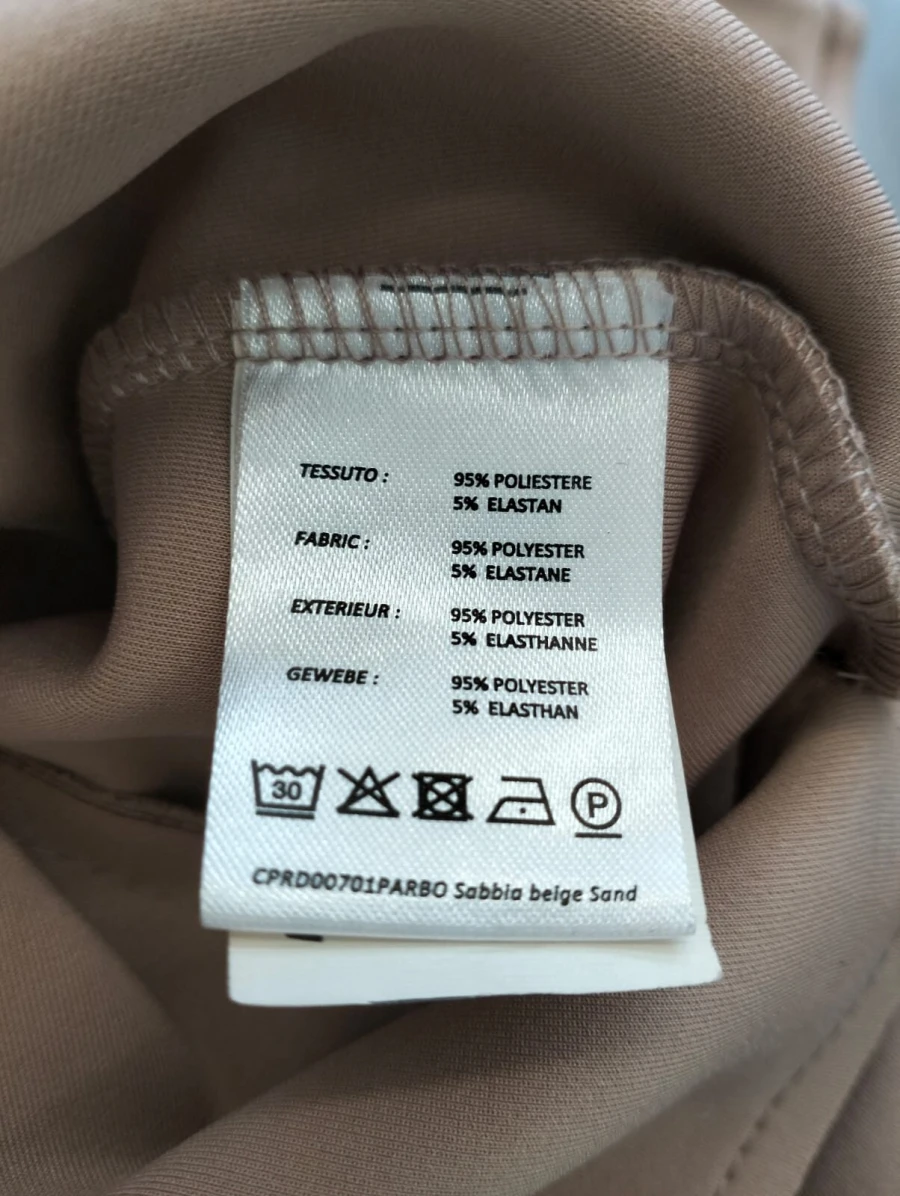 TESSUTO : 95% POLIESTERE
5% ELASTAN
FABRIC : 95% POLYESTER
5% ELASTANE
EXTERIEUR : 95% POLYESTER
5% ELASTHANNE
GEWEBE : 95% POLYESTER
5% ELASTHAN
30 P
CPRD00701PARBO Sabbia beige Sand